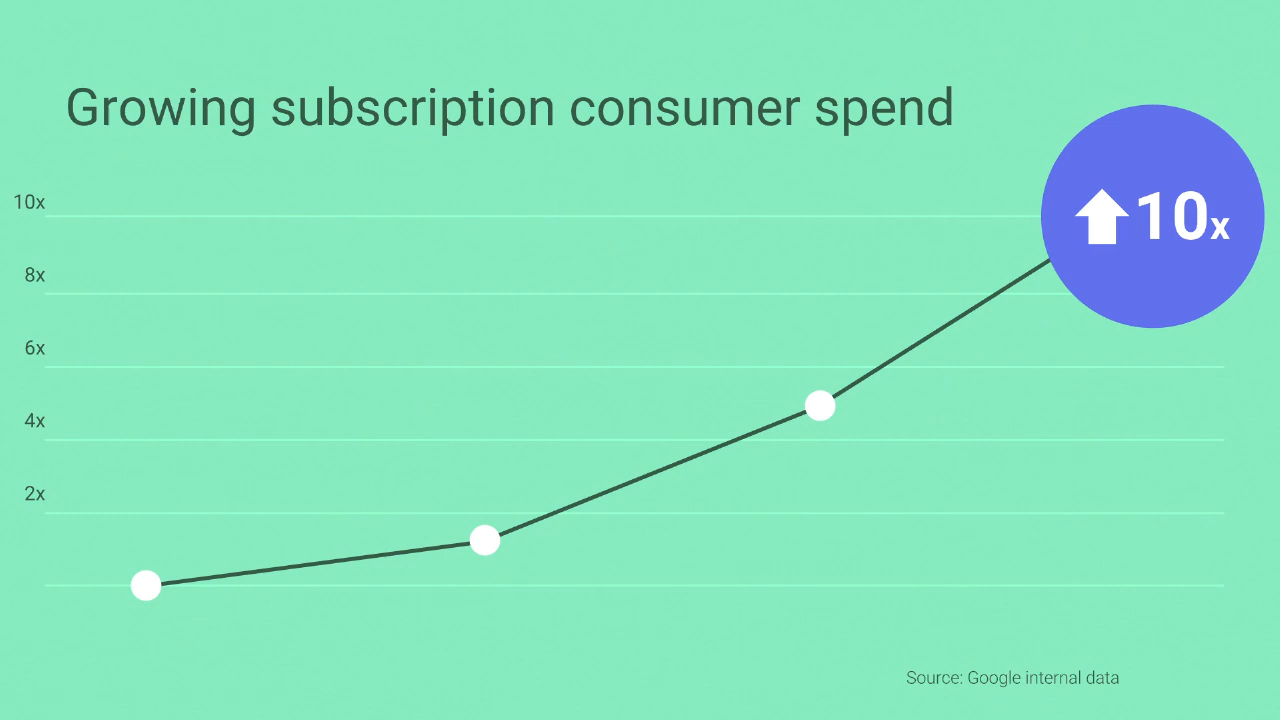 Growing subscription consumer spend
10x
10x
8x
6x
4x
2x
Source: Google internal data